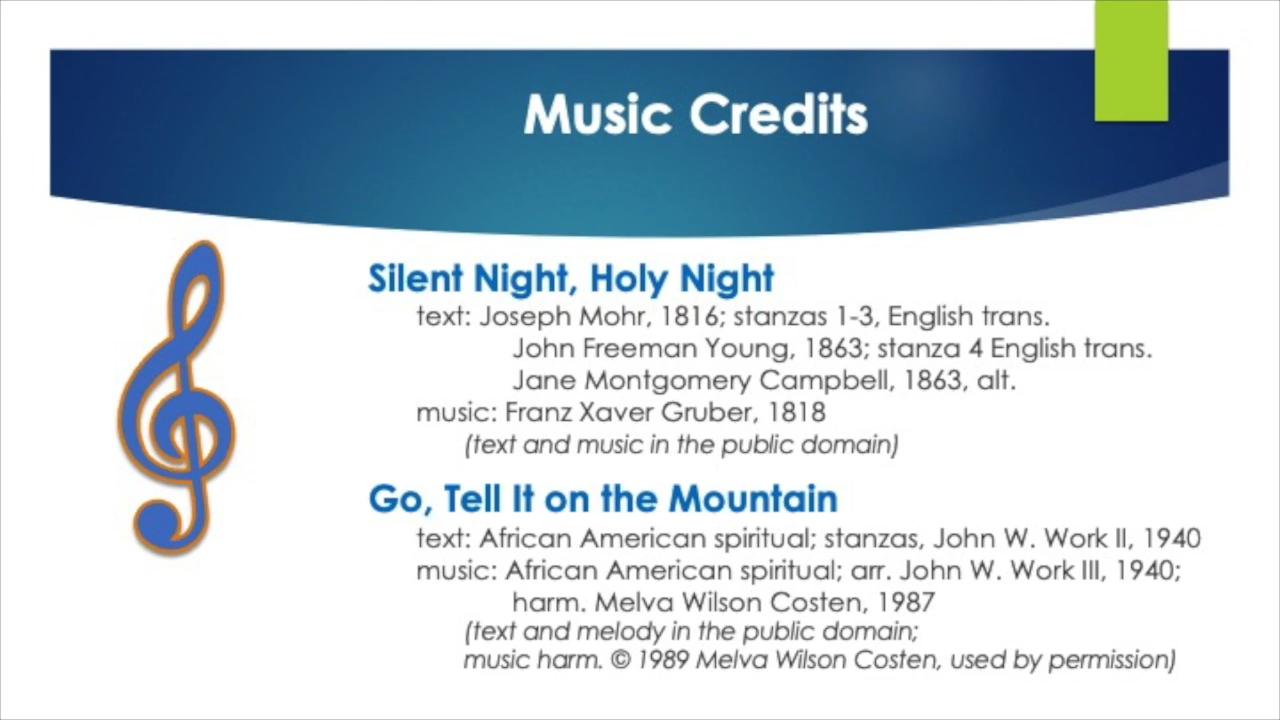 Music Credits
Silent Night, Holy Night
text: Joseph Mohr, 1816; stanzas 1-3, English trans.
John Freeman Young, 1863; stanza 4 English trans.
Jane Montgomery Campbell, 1863, alt.
music: Franz Xaver Gruber, 1818
(text and music in the public domain)
Go, Tell It on the Mountain
text: African American spiritual; stanzas, John W. Work II, 1940
music: African American spiritual; arr. John W. Work III, 1940;
harm. Melva Wilson Costen, 1987
(text and melody in the public domain;
music harm. © 1989 Melva Wilson Costen, used by permission)